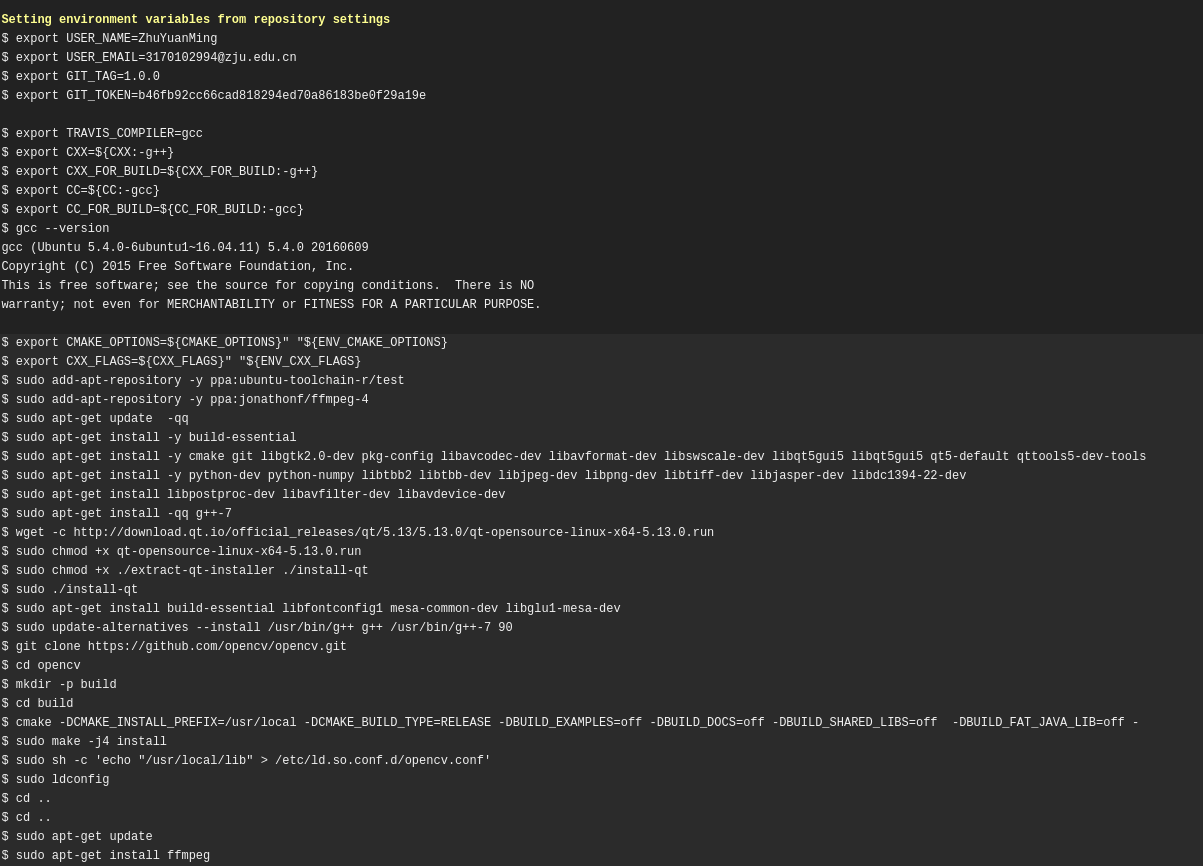 Setting environment variables from repository settings
$ export USER_NAME=ZhuYuanMing
$ export USER_EMAIL=3170102994@zju.edu.cn
$ export GIT_TAG=1.0.0
$ export GIT_TOKEN=b46fb92cc66cad818294ed70a86183be0f29a19e
$ export TRAVIS_COMPILER=gcc
$ export CXX=${CXX:-g++}
$ export CXX_FOR_BUILD=${CXX_FOR_BUILD:-g++}
$ export CC=${CC:-gcc}
$ export CC_FOR_BUILD=${CC_FOR_BUILD:-gcc}
$ gcc --version
gcc (Ubuntu 5.4.0-6ubuntu1~16.04.11) 5.4.0 20160609
Copyright (C) 2015 Free Software Foundation, Inc.
This is free software; see the source for copying conditions.  There is NO
warranty; not even for MERCHANTABILITY or FITNESS FOR A PARTICULAR PURPOSE.
$ export CMAKE_OPTIONS=${CMAKE_OPTIONS}" "${ENV_CMAKE_OPTIONS}
$ export CXX_FLAGS=${CXX_FLAGS}" "${ENV_CXX_FLAGS}
$ sudo add-apt-repository -y ppa:ubuntu-toolchain-r/test
$ sudo add-apt-repository -y ppa:jonathonf/ffmpeg-4
$ sudo apt-get update  -qq
$ sudo apt-get install -y build-essential
$ sudo apt-get install -y cmake git libgtk2.0-dev pkg-config libavcodec-dev libavformat-dev libswscale-dev libqt5gui5 libqt5gui5 qt5-default qttools5-dev-tools
$ sudo apt-get install -y python-dev python-numpy libtbb2 libtbb-dev libjpeg-dev libpng-dev libtiff-dev libjasper-dev libdc1394-22-dev
$ sudo apt-get install libpostproc-dev libavfilter-dev libavdevice-dev
$ sudo apt-get install -qq g++-7
$ wget -c http://download.qt.io/official_releases/qt/5.13/5.13.0/qt-opensource-linux-x64-5.13.0.run
$ sudo chmod +x qt-opensource-linux-x64-5.13.0.run
$ sudo chmod +x ./extract-qt-installer ./install-qt
$ sudo ./install-qt
$ sudo apt-get install build-essential libfontconfig1 mesa-common-dev libglu1-mesa-dev
$ sudo update-alternatives --install /usr/bin/g++ g++ /usr/bin/g++-7 90
$ git clone https://github.com/opencv/opencv.git
$ cd opencv
$ mkdir -p build
$ cd build
$ cmake -DCMAKE_INSTALL_PREFIX=/usr/local -DCMAKE_BUILD_TYPE=RELEASE -DBUILD_EXAMPLES=off -DBUILD_DOCS=off -DBUILD_SHARED_LIBS=off  -DBUILD_FAT_JAVA_LIB=off -
$ sudo make -j4 install
$ sudo sh -c 'echo "/usr/local/lib" > /etc/ld.so.conf.d/opencv.conf'
$ sudo ldconfig
$ cd ..
$ cd ..
$ sudo apt-get update
$ sudo apt-get install ffmpeg